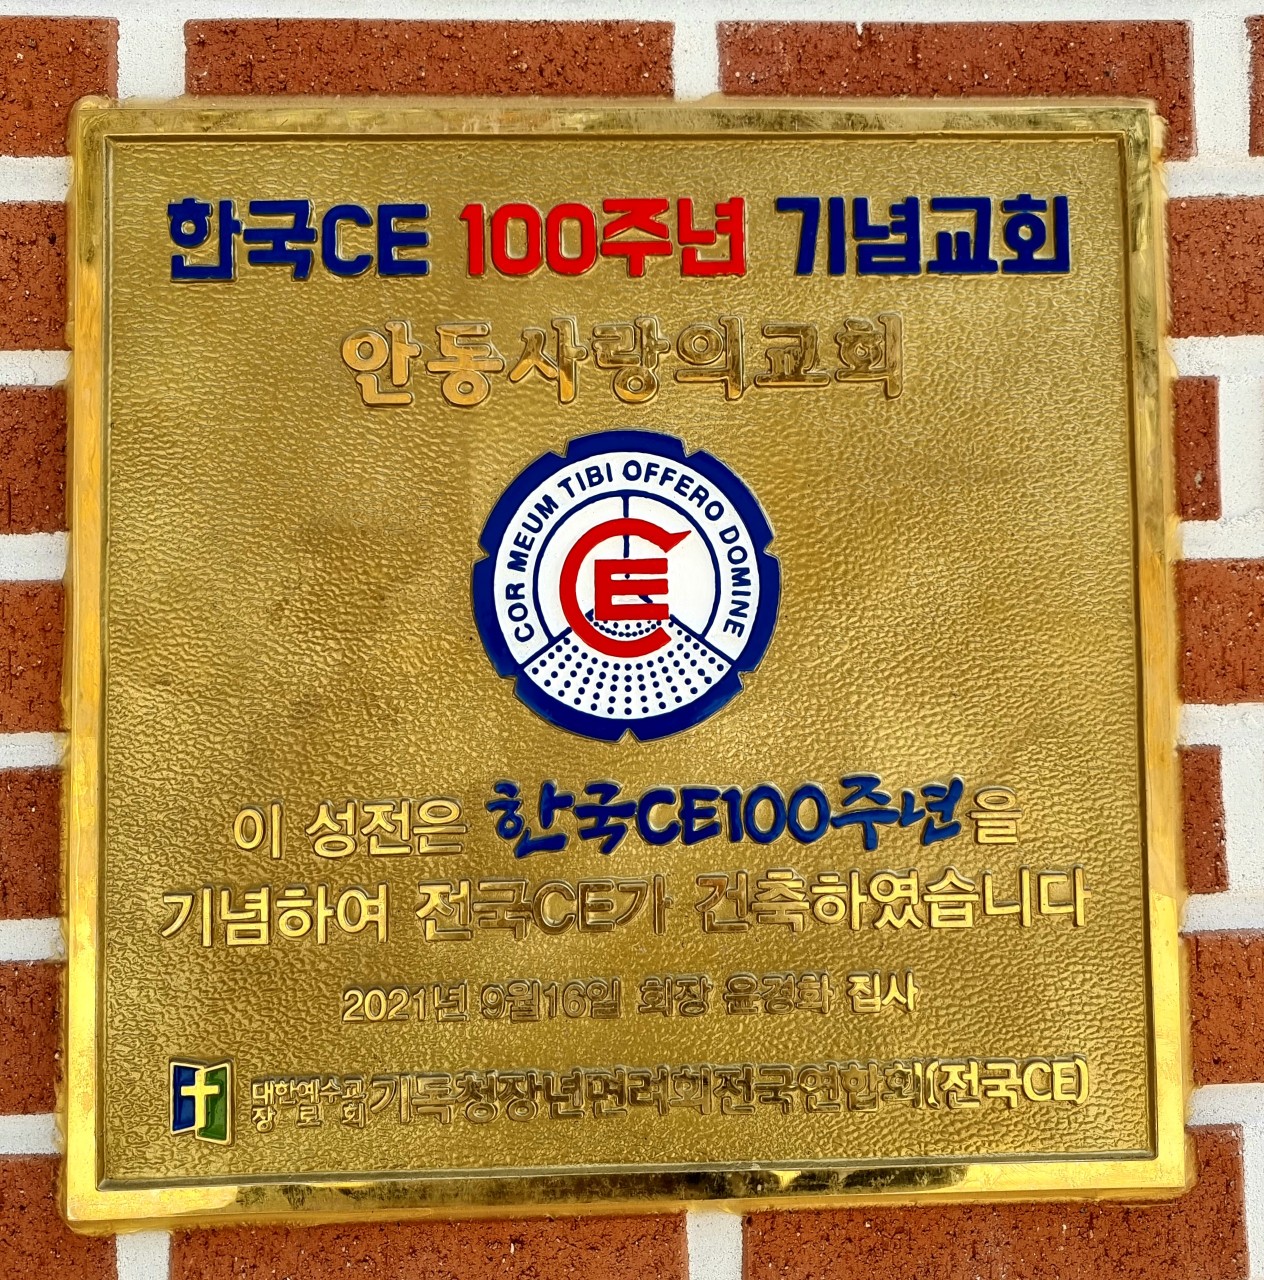 한국CE 100주년 기념교회
안동사랑의교회
COR MEUM TIBI OFFERO DOMINE
CE
이 성전은 한국CE100주년을
기념하여 전국CE가 건축하였습니다
2021년 9월16일 회장 윤경화 집사
대한예수교장로회 기독청장년면려회전국연합회(전국CE)